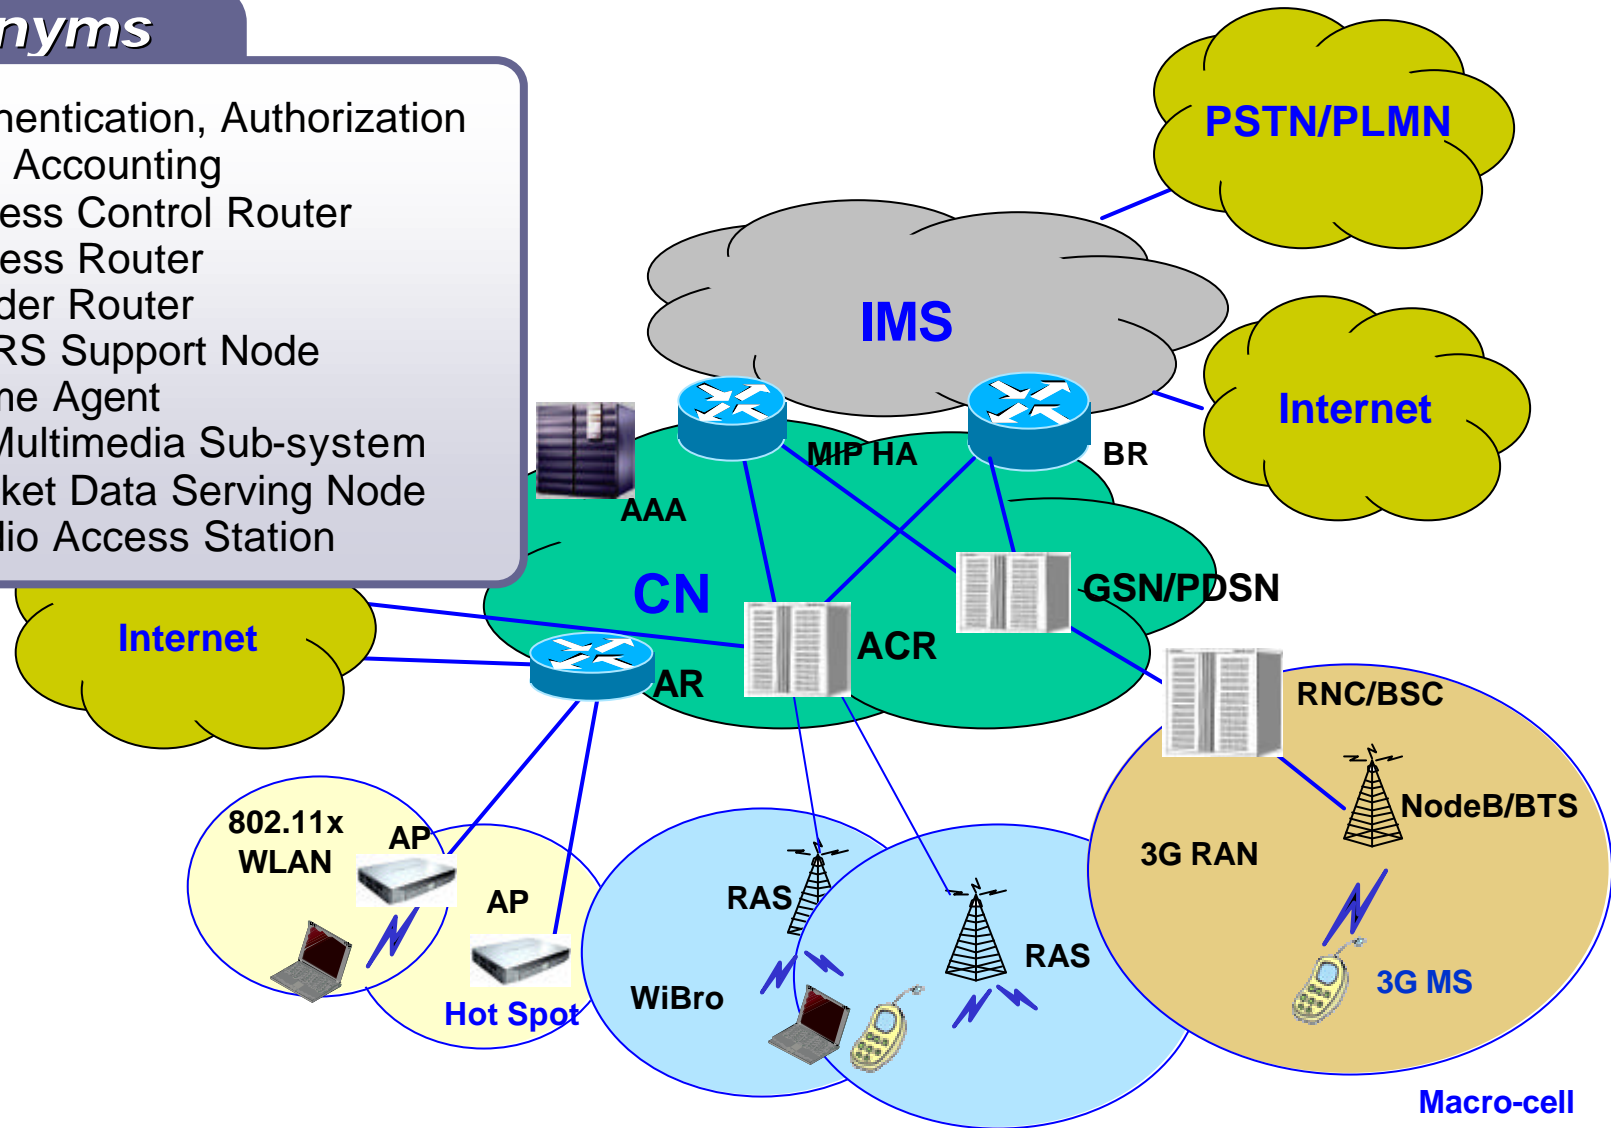 nyms
nentication, Authorization
Accounting
ess Control Router
ess Router
der Router
RS Support Node
me Agent
Multimedia Sub-system
ket Data Serving Node
dio Access Station
PSTN/PLMN
IMS
Internet
MIP HA
BR
AAA
CN
GSN/PDSN
ACR
Internet
AR
RNC/BSC
802.11x
WLAN
AP
NodeB/BTS
3G RAN
AP
RAS
RAS
3G MS
WiBro
Hot Spot
Macro-cell